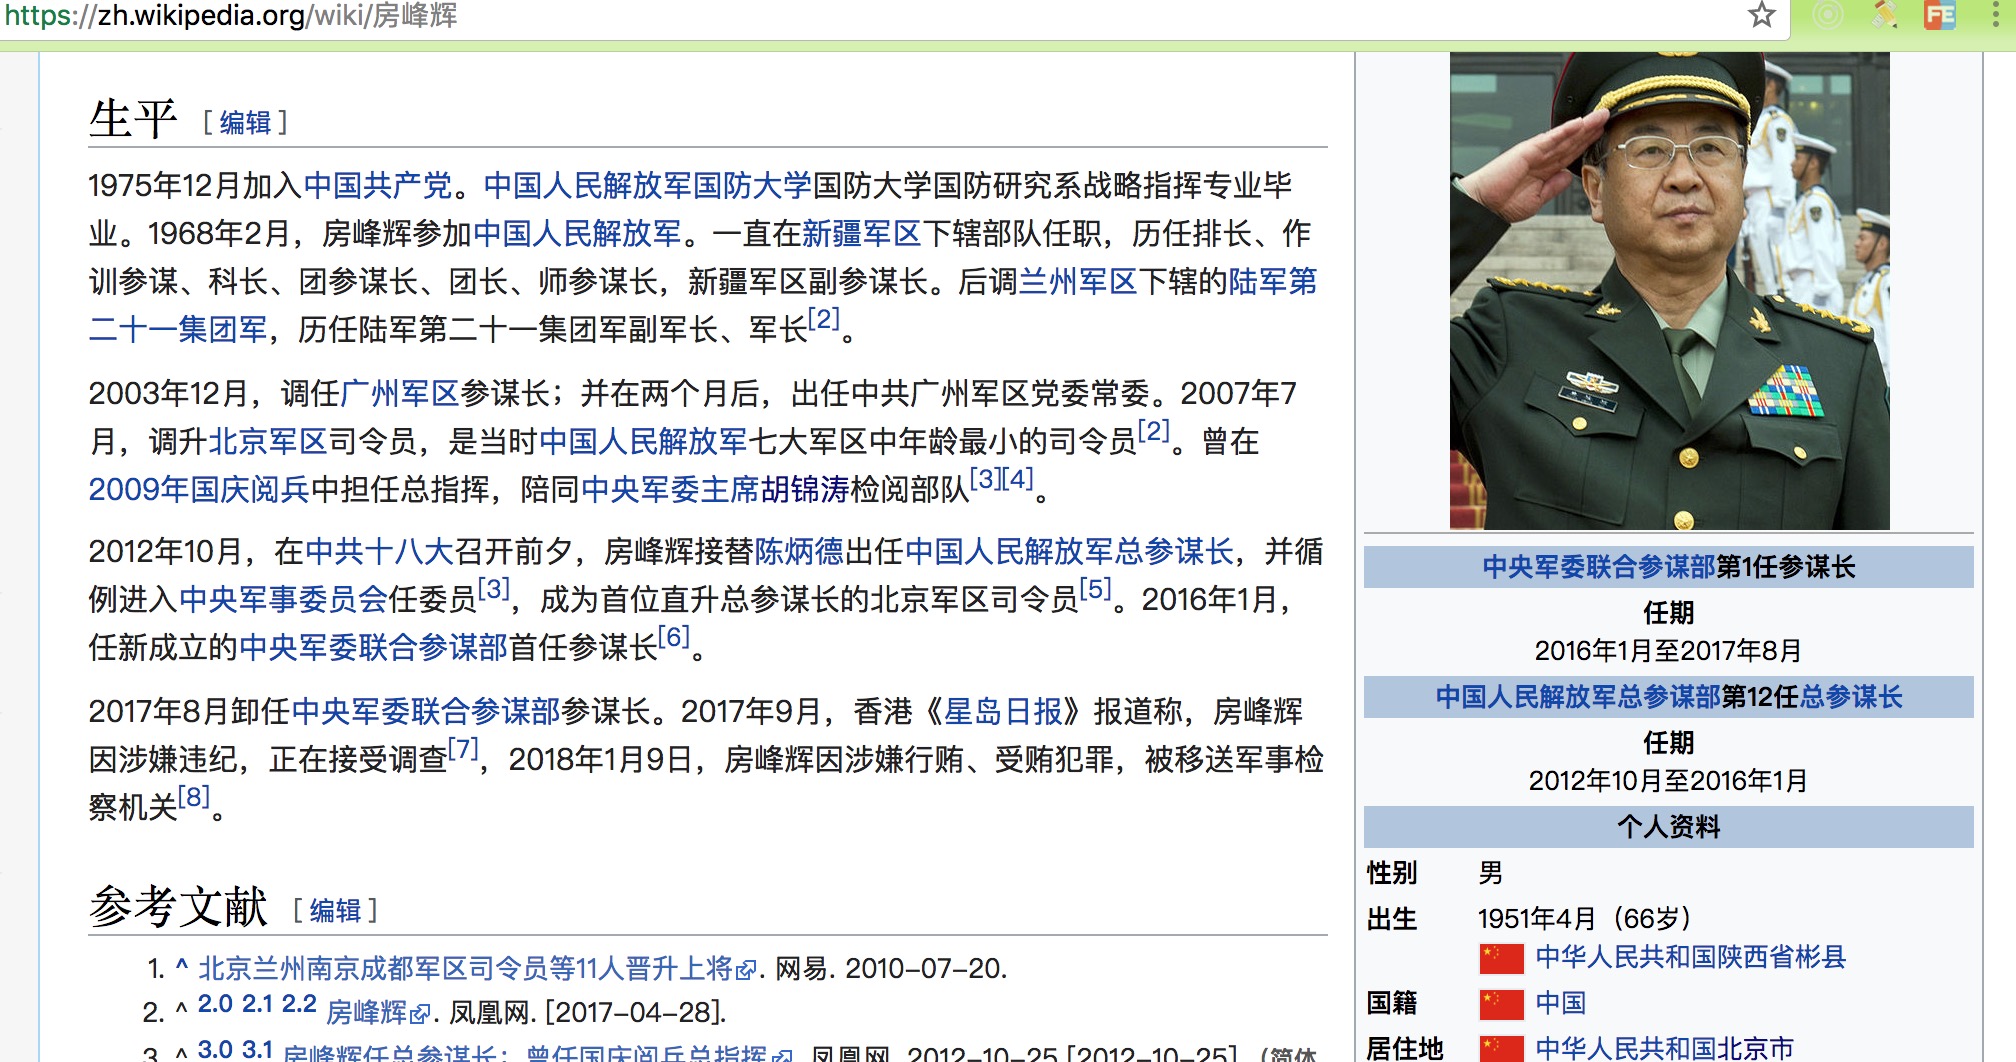 https://zh.wikipedia.org/wiki/房峰辉
FE
生平 [编辑]
1975年12月加入中国共产党。中国人民解放军国防大学国防大学国防研究系战略指挥专业毕
业。1968年2月，房峰辉参加中国人民解放军。一直在新疆军区下辖部队任职，历任排长、作
训参谋、科长、团参谋长、团长、师参谋长，新疆军区副参谋长。后调兰州军区下辖的陆军第
二十一集团军，历任陆军第二十一集团军副军长、军长[2]。
2003年12月，调任广州军区参谋长；并在两个月后，出任中共广州军区党委常委。2007年7
月，调升北京军区司令员，是当时中国人民解放军七大军区中年龄最小的司令员[2]。曾在
2009年国庆阅兵中担任总指挥，陪同中央军委主席胡锦涛检阅部队[3][4]。
2012年10月，在中共十八大召开前夕，房峰辉接替陈炳德出任中国人民解放军总参谋长，并循
例进入中央军事委员会任委员[3]，成为首位直升总参谋长的北京军区司令员[5]。2016年1月，
任新成立的中央军委联合参谋部首任参谋长[6]。
2017年8月卸任中央军委联合参谋部参谋长。2017年9月，香港《星岛日报》报道称，房峰辉
因涉嫌违纪，正在接受调查[7]，2018年1月9日，房峰辉因涉嫌行贿、受贿犯罪，被移送军事检
察机关[8]。
参考文献 [编辑]
1. ^ 北京兰州南京成都军区司令员等11人晋升上将. 网易. 2010-07-20.
2. ^ 2.0 2.1 2.2 房峰辉. 凤凰网. [2017-04-28].
3. ^ 3.0 3.1 房峰辉任总参谋长；曾任国庆阅兵总指挥. 凤凰网. 2012-10-25 [2012-10-25]. （简体
中央军委联合参谋部第1任参谋长
任期
2016年1月至2017年8月
中国人民解放军总参谋部第12任总参谋长
任期
2012年10月至2016年1月
个人资料
性别 男
出生 1951年4月（66岁）
中华人民共和国陕西省彬县
国籍 中国
居住地 中华人民共和国北京市